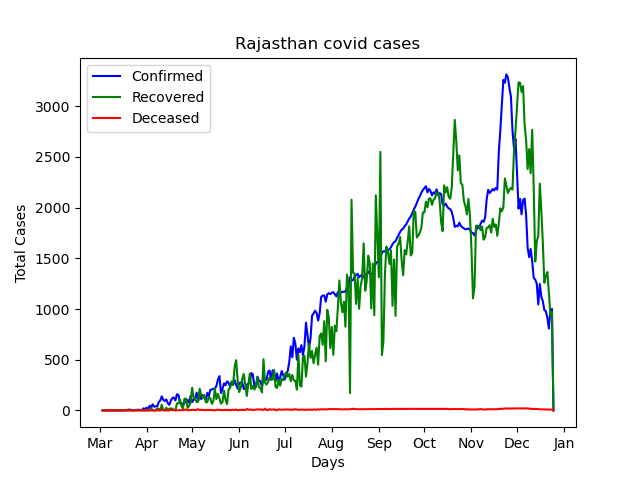 Rajasthan covid cases
Confirmed
Recovered
Deceased
Total Cases
3000
2500
2000
1500
1000
500
0
Mar Apr May Jun Jul Aug Sep Oct Nov Dec Jan
Days